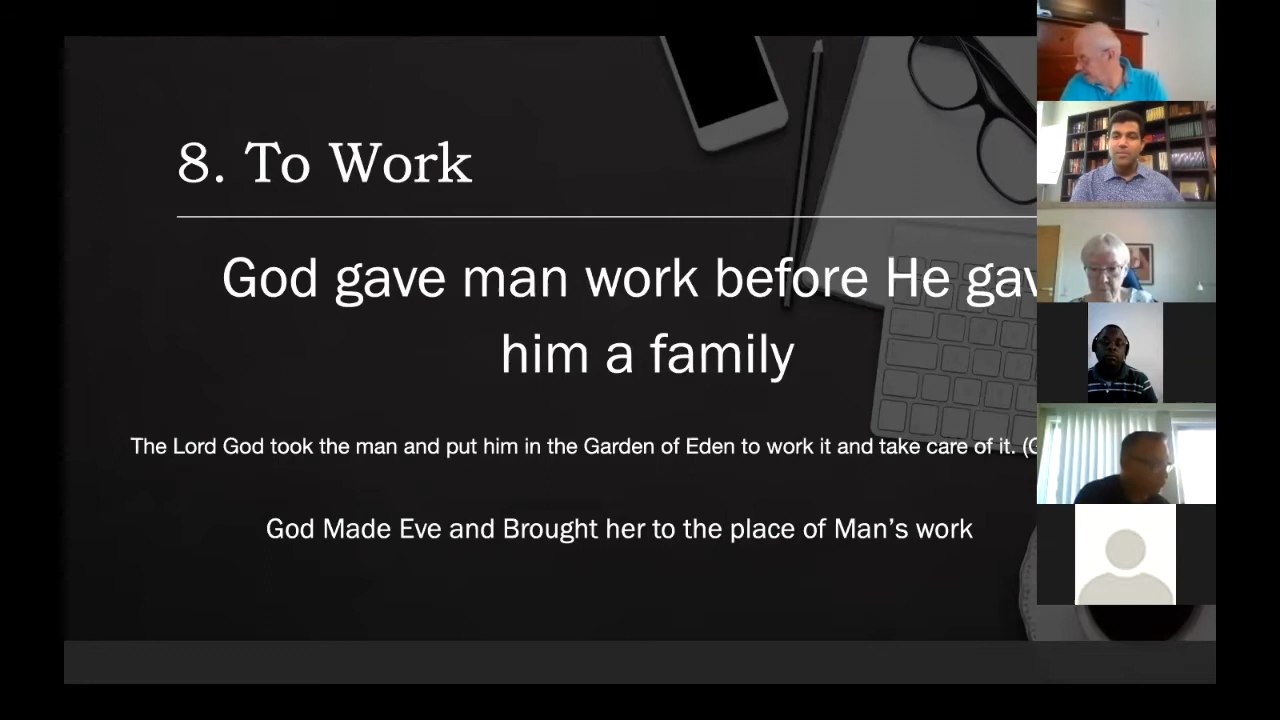 8. To Work
God gave man work before He gav
him a family
The Lord God took the man and put him in the Garden of Eden to work it and take care of it. (G
God Made Eve and Brought her to the place of Man’s work